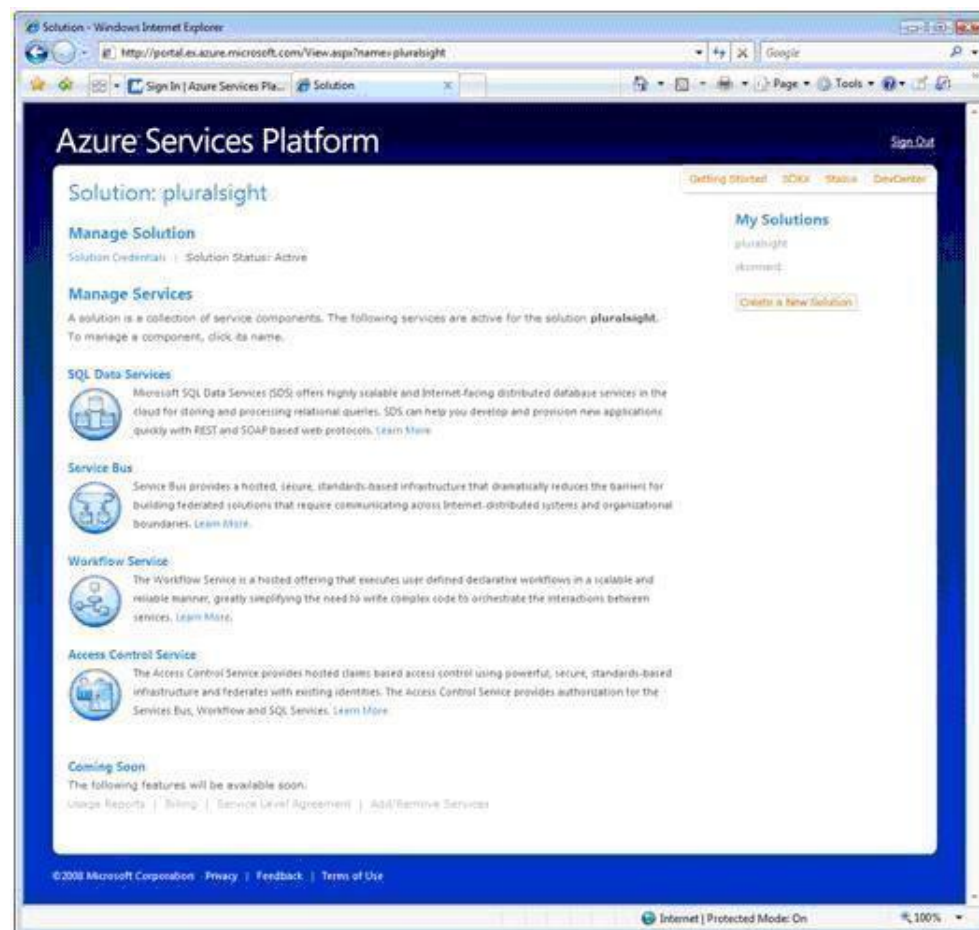 Solution - Windows Internet Explorer
http://portal.ex.azure.microsoft.com/View.aspx?name=pluralsight
Google
Sign In | Azure Services Pla...
Solution
Page
Tools
Azure Services Platform
Sign Out
Getting Started
SDKs
Status
DevCenter
Solution: pluralsight
Manage Solution
Solution Credentials | Solution Status: Active
Manage Services
A solution is a collection of service components. The following services are active for the solution pluralsight.
To manage a component, click its name.
SQL Data Services
Microsoft SQL Data Services (SDS) offers highly scalable and Internet-facing distributed database services in the
cloud for storing and processing relational queries. SDS can help you develop and provision new applications
quickly with REST and SOAP based web protocols. Learn More
Service Bus
Service Bus provides a hosted, secure, standards-based infrastructure that dramatically reduces the barriers for
building federated solutions that require communicating across Internet-distributed systems and organizational
boundaries. Learn More.
Workflow Service
The Workflow Service is a hosted offering that executes user defined declarative workflows in a scalable and
reliable manner, greatly simplifying the need to write complex code to orchestrate the interactions between
services. Learn More.
Access Control Service
The Access Control Service provides hosted claims based access control using powerful, secure, standards-based
infrastructure and federates with existing identities. The Access Control Service provides authorization for the
Services Bus, Workflow and SQL Services. Learn More
Coming Soon
The following features will be available soon.
Usage Reports | Billing | Service Level Agreement | Add/Remove Services
My Solutions
pluralsight
skonnard
Create a New Solution
©2008 Microsoft Corporation Privacy | Feedback | Terms of Use
Internet | Protected Mode: On
100%